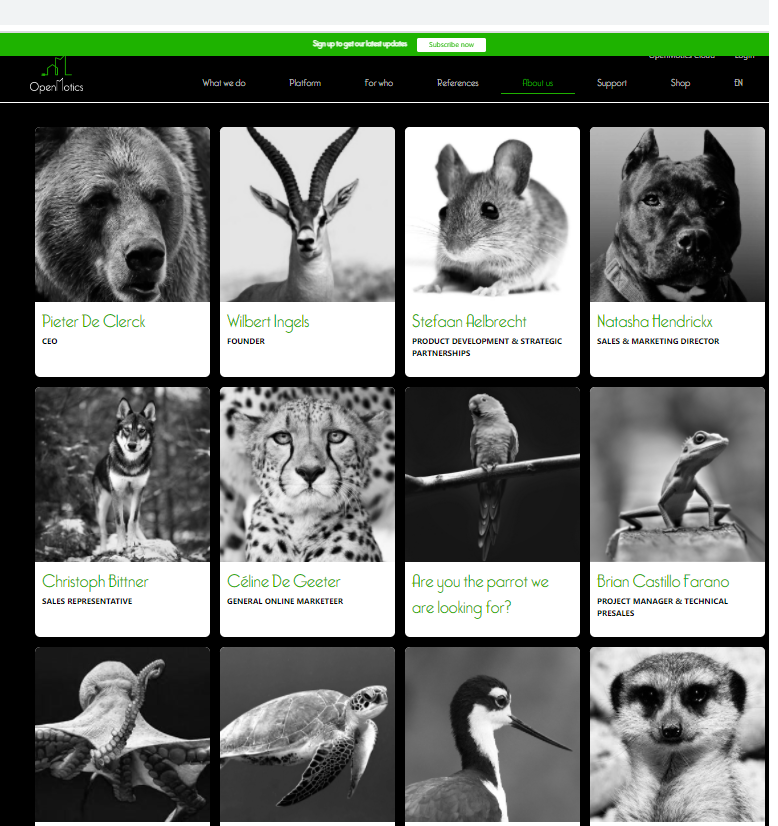 Sign up to get our latest updates
Subscribe now
OpenMotics Cloud
Login
OpenMotics
What we do
Platform
For who
References
About us
Support
Shop
EN
Pieter De Clerck
CEO
Wilbert Ingels
FOUNDER
Stefaan Aelbrecht
PRODUCT DEVELOPMENT & STRATEGIC
PARTNERSHIPS
Natasha Hendrickx
SALES & MARKETING DIRECTOR
Christoph Bittner
SALES REPRESENTATIVE
Céline De Geeter
GENERAL ONLINE MARKETEER
Are you the parrot we
are looking for?
Brian Castillo Farano
PROJECT MANAGER & TECHNICAL
PRESALES